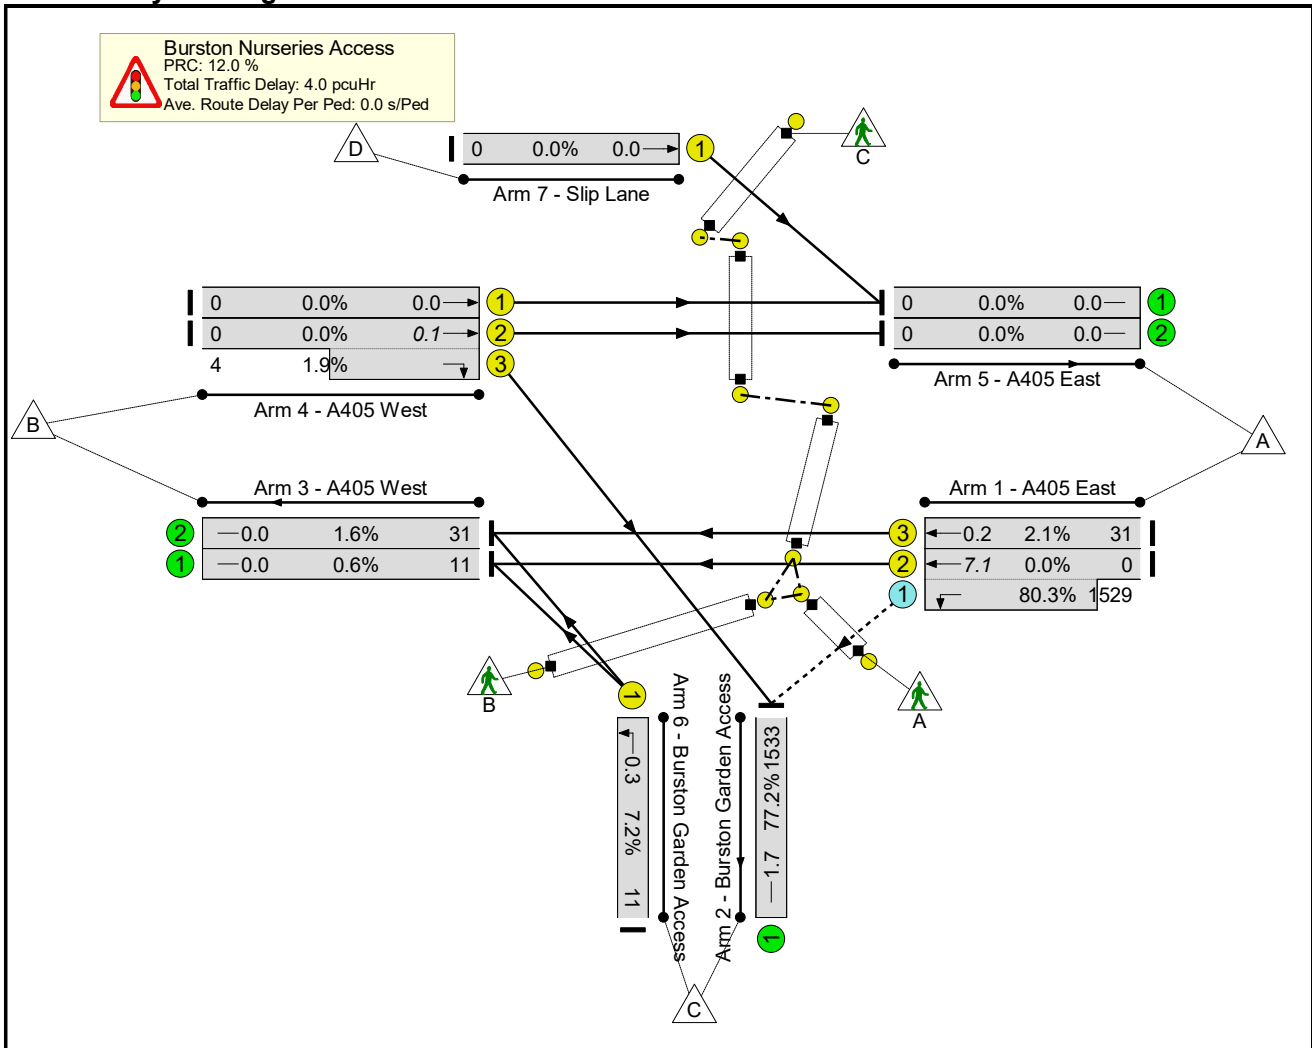 Burston Nurseries Access
PRC: 12.0 %
Total Traffic Delay: 4.0 pcuHr
Ave. Route Delay Per Ped: 0.0 s/Ped
C
D
0 0.0% 0.0 1
Arm 7 - Slip Lane
0 0.0% 0.0 1
0 0.0% 0.1 2
4 1.9% 3
Arm 4 - A405 West
0 0.0% 0.0 1
0 0.0% 0.0 2
Arm 5 - A405 East
B
A
Arm 3 - A405 West
2 0.0 1.6% 31
1 0.0 0.6% 11
Arm 1 - A405 East
3 0.2 2.1% 31
2 7.1 0.0% 0
1 80.3% 1529
B
A
1
0.3 7.2% 11
Arm 6 - Burston Garden Access
Arm 2 - Burston Garden Access
1.7 77.2% 1533
1
C